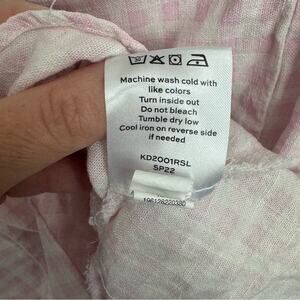 Machine wash cold with
like colors
Turn inside out
Do not bleach
Tumble dry low
Cool iron on reverse side
if needed
KD2001RSL
SP22
196126220380